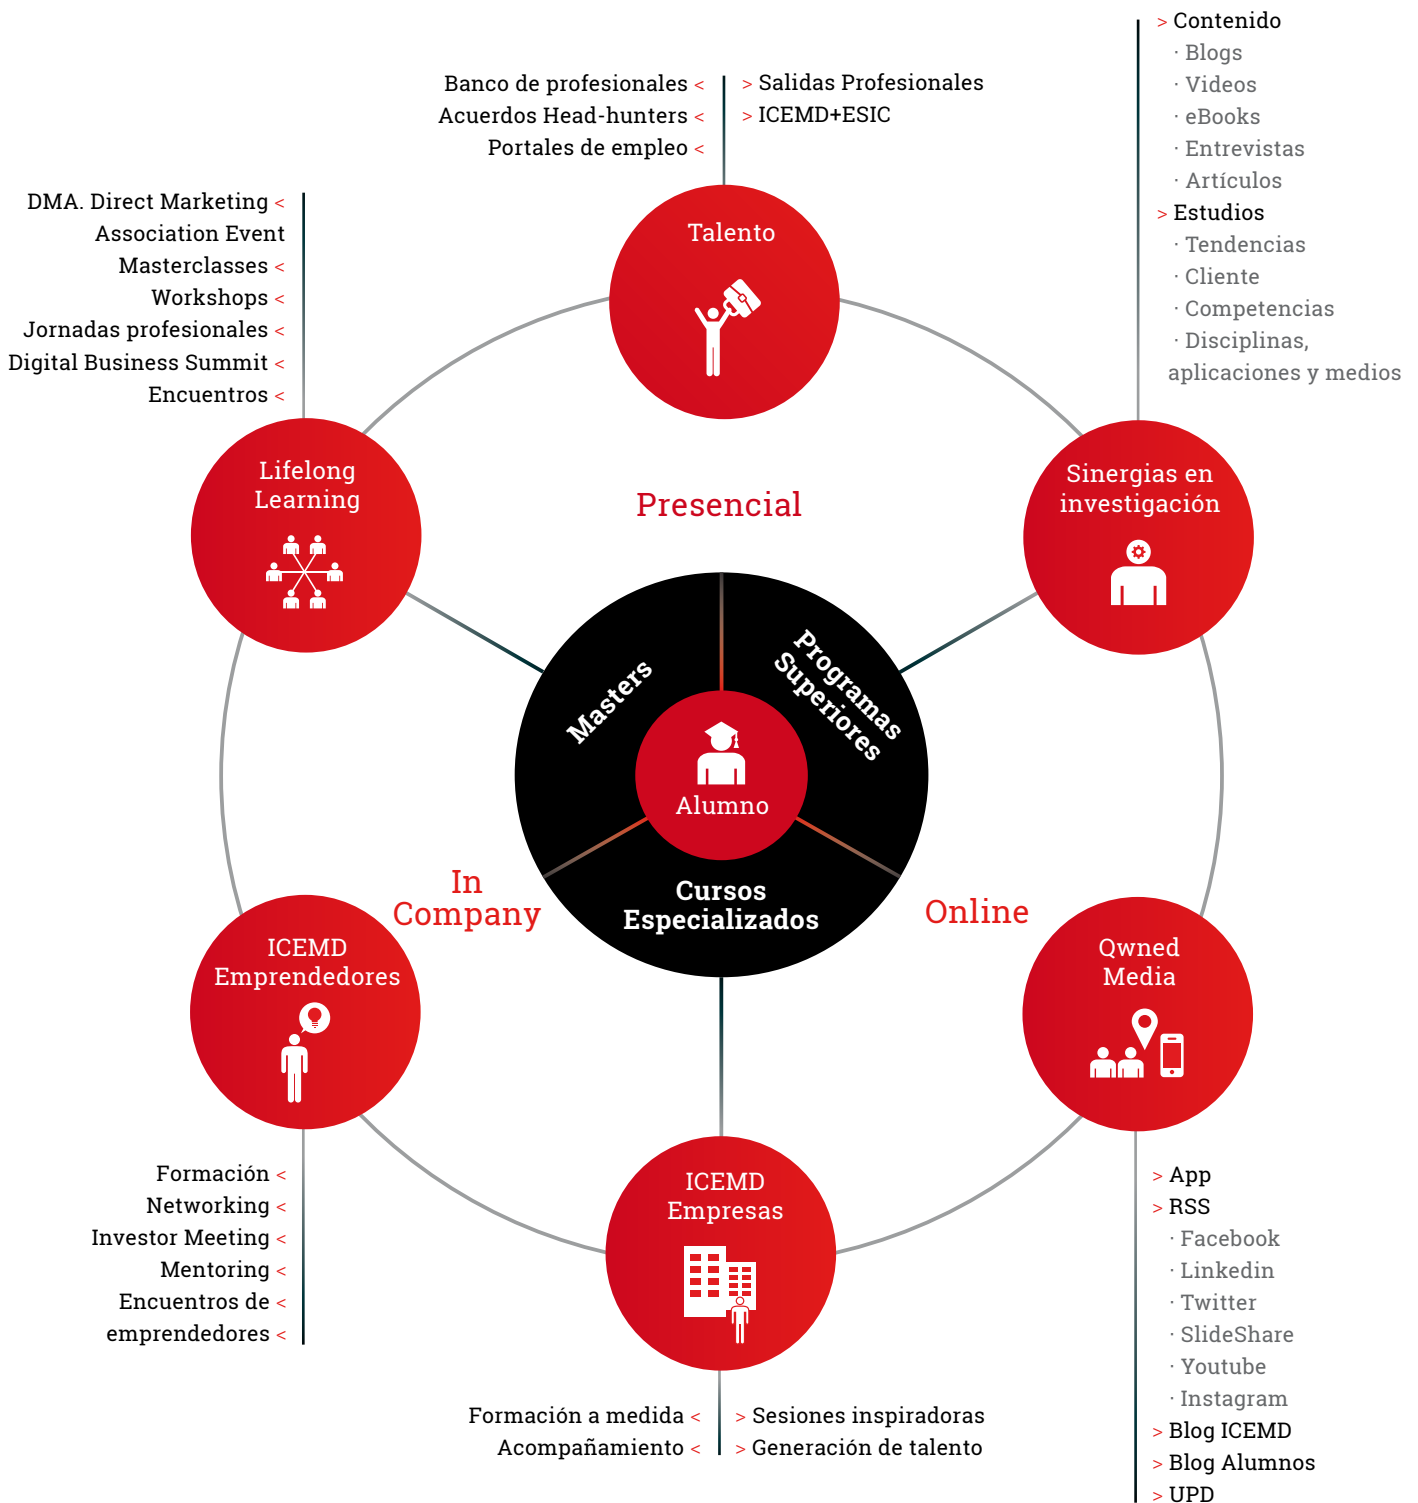 > Contenido
· Blogs
· Videos
· eBooks
· Entrevistas
· Artículos
> Estudios
· Tendencias
· Cliente
· Competencias
· Disciplinas,
aplicaciones y medios
Banco de profesionales <
Acuerdos Head-hunters <
Portales de empleo <
> Salidas Profesionales
> ICEMD+ESIC
DMA. Direct Marketing <
Association Event
Masterclasses <
Workshops <
Jornadas profesionales <
Digital Business Summit <
Encuentros <
Talento
Lifelong
Learning
Sinergias en
investigación
Presencial
Masters
Programas
Superiores
Alumno
Cursos
Especializados
In
Company
Online
ICEMD
Emprendedores
Qwned
Media
ICEMD
Empresas
Formación <
Networking <
Investor Meeting <
Mentoring <
Encuentros de <
emprendedores <
> App
> RSS
· Facebook
· Linkedin
· Twitter
· SlideShare
· Youtube
· Instagram
> Blog ICEMD
> Blog Alumnos
> UPD
Formación a medida <
Acompañamiento <
> Sesiones inspiradoras
> Generación de talento